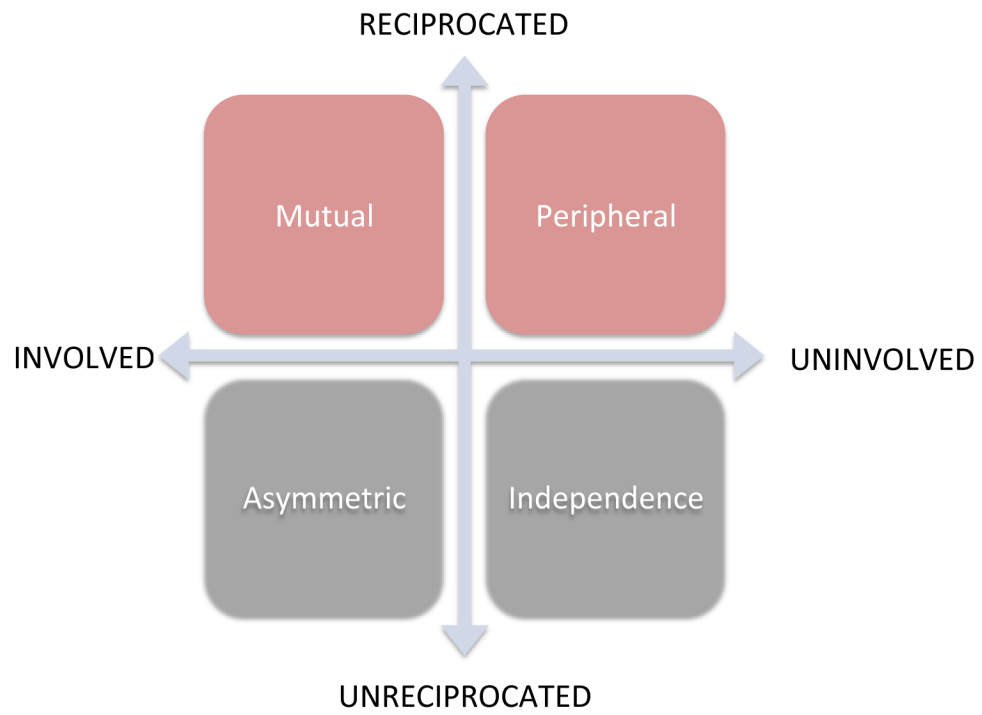 RECIPROCATED
Mutual
Peripheral
INVOLVED
UNINVOLVED
Asymmetric
Independence
UNRECIPROCATED